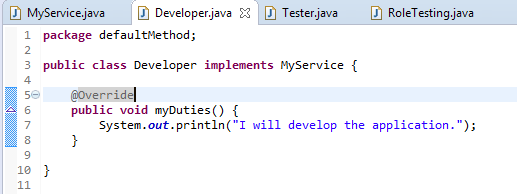 MyService.java Developer.java Tester.java RoleTesting.java
1 package defaultMethod;
2
3 public class Developer implements MyService {
4
5 @Override
6 public void myDuties() {
7 System.out.println("I will develop the application.");
8 }
9
10 }
11